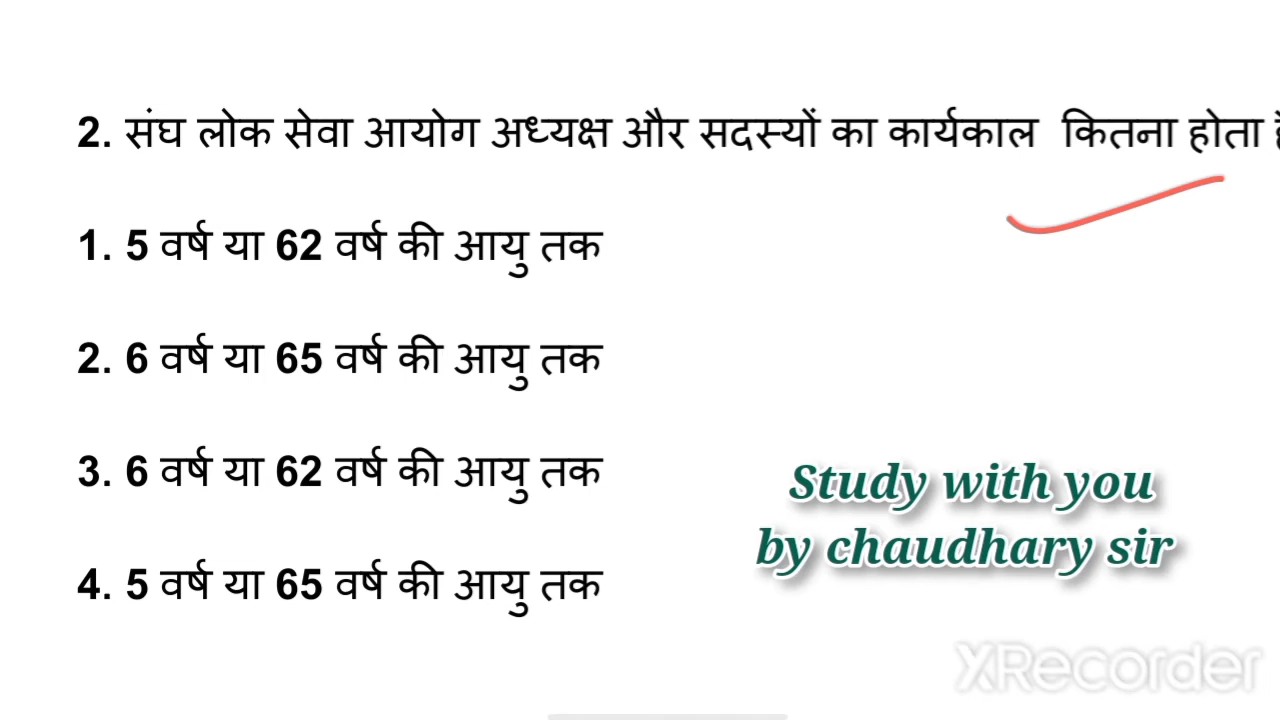 2. संघ लोक सेवा आयोग अध्यक्ष और सदस्यों का कार्यकाल कितना होता
1. 5 वर्ष या 62 वर्ष की आयु तक
2. 6 वर्ष या 65 वर्ष की आयु तक
3. 6 वर्ष या 62 वर्ष की आयु तक
4. 5 वर्ष या 65 वर्ष की आयु तक
Study with you
by chaudhary sir
XRecorder